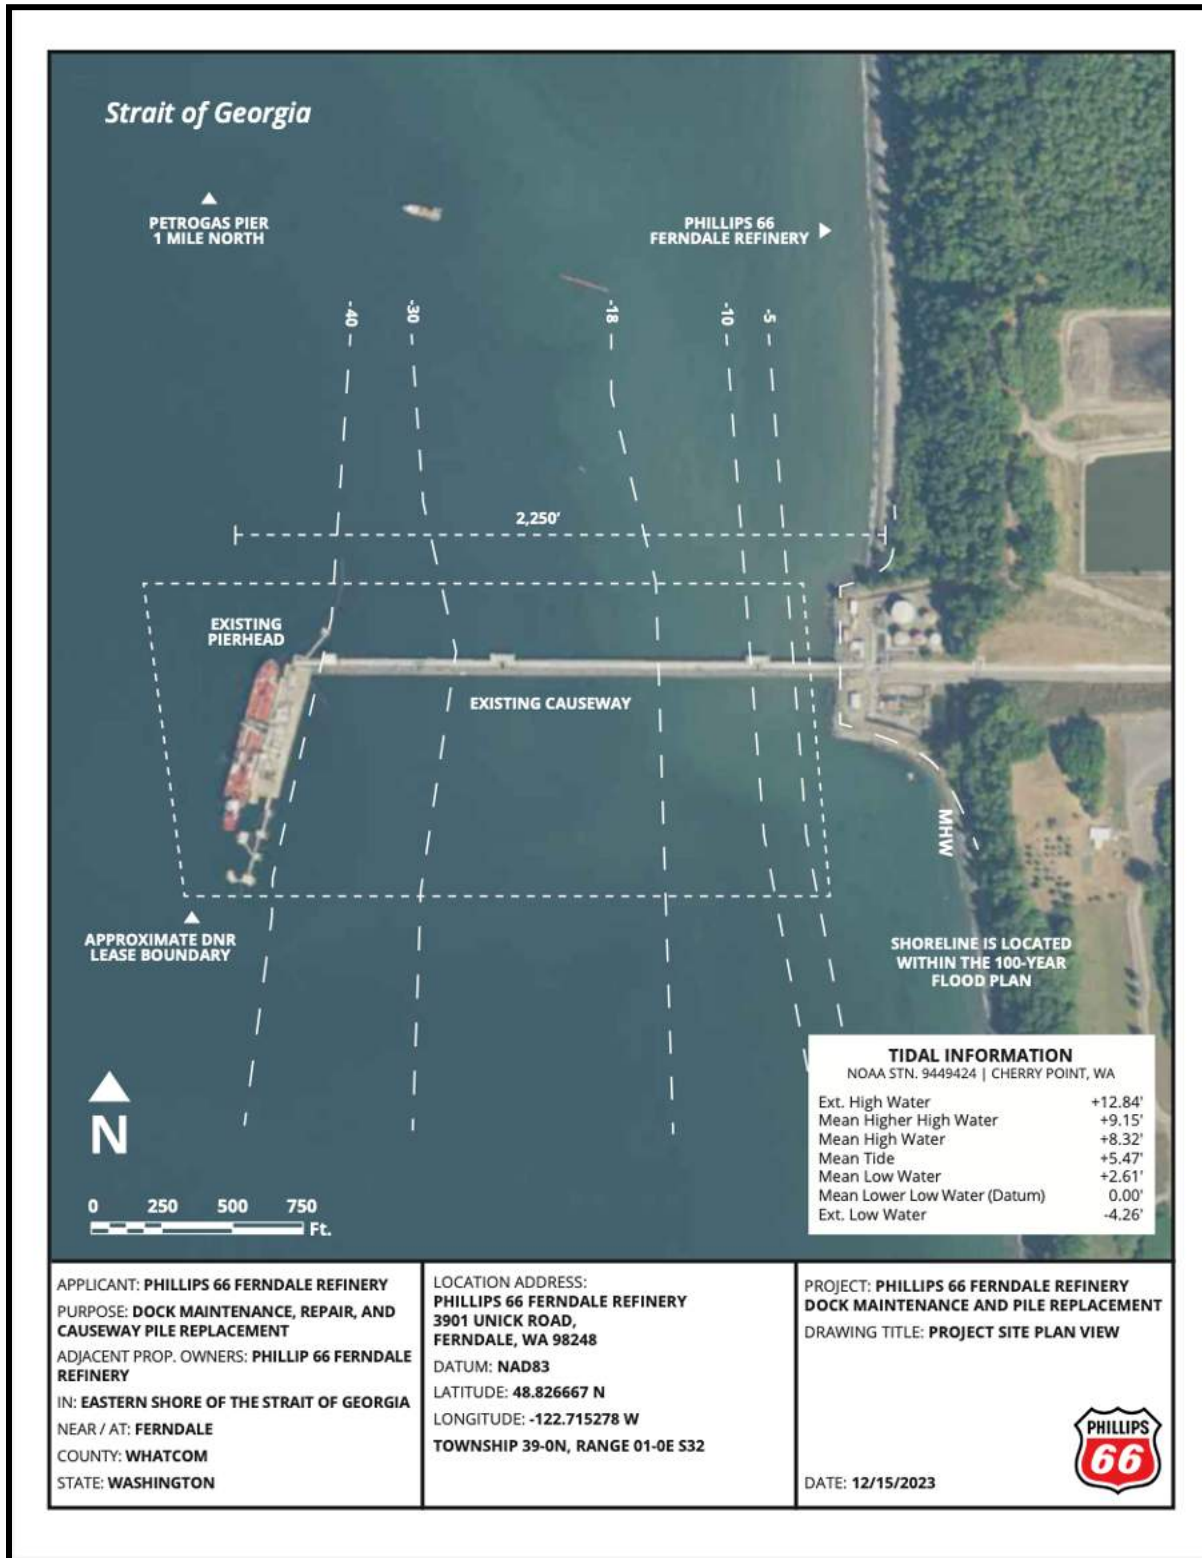 Strait of Georgia
PETROGAS PIER
1 MILE NORTH
PHILLIPS 66
FERNDALE REFINERY
-40
-30
-18
-10
-5
2,250'
EXISTING
PIERHEAD
EXISTING CAUSEWAY
MHW
APPROXIMATE DNR
LEASE BOUNDARY
SHORELINE IS LOCATED
WITHIN THE 100-YEAR
FLOOD PLAN
N
0 250 500 750
Ft.
TIDAL INFORMATION
NOAA STN. 9449424 | CHERRY POINT, WA
Ext. High Water +12.84'
Mean Higher High Water +9.15'
Mean High Water +8.32'
Mean Tide +5.47'
Mean Low Water +2.61'
Mean Lower Low Water (Datum) 0.00'
Ext. Low Water -4.26'
APPLICANT: PHILLIPS 66 FERNDALE REFINERY
PURPOSE: DOCK MAINTENANCE, REPAIR, AND
CAUSEWAY PILE REPLACEMENT
ADJACENT PROP. OWNERS: PHILLIP 66 FERNDALE
REFINERY
IN: EASTERN SHORE OF THE STRAIT OF GEORGIA
NEAR / AT: FERNDALE
COUNTY: WHATCOM
STATE: WASHINGTON
LOCATION ADDRESS:
PHILLIPS 66 FERNDALE REFINERY
3901 UNICK ROAD,
FERNDALE, WA 98248
DATUM: NAD83
LATITUDE: 48.826667 N
LONGITUDE: -122.715278 W
TOWNSHIP 39-0N, RANGE 01-0E S32
PROJECT: PHILLIPS 66 FERNDALE REFINERY
DOCK MAINTENANCE AND PILE REPLACEMENT
DRAWING TITLE: PROJECT SITE PLAN VIEW
DATE: 12/15/2023
PHILLIPS
66